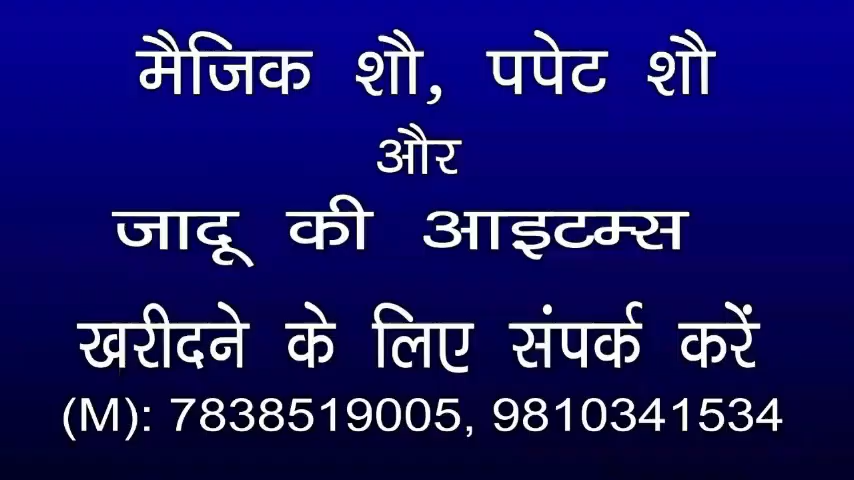 मैजिक शौ, पपेट शौ
और
जादू की आइटम्स
खरीदने के लिए संपर्क करें
(M): 7838519005, 9810341534